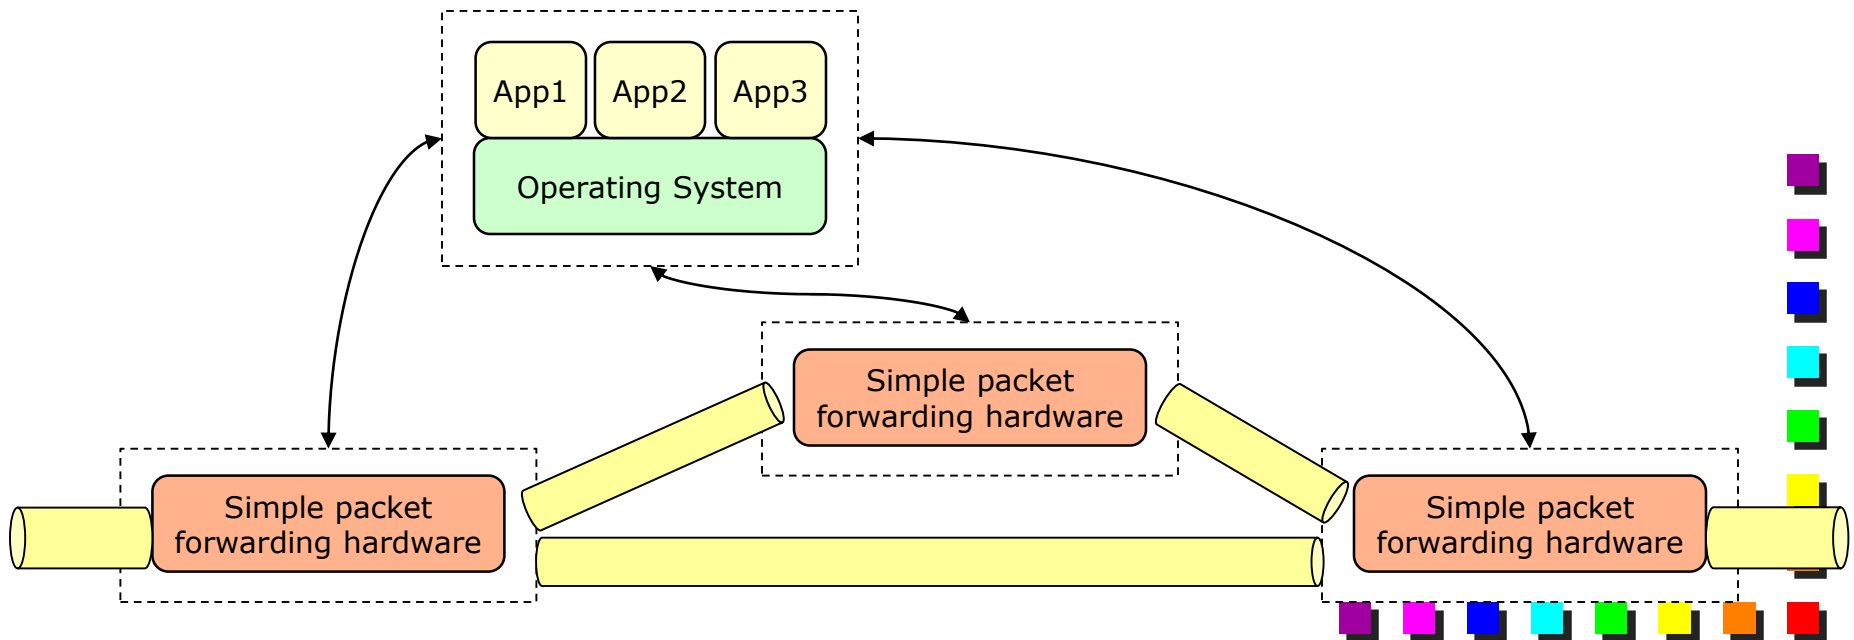 App1 App2 App3
Operating System
Simple packet
forwarding hardware
Simple packet
forwarding hardware
Simple packet
forwarding hardware